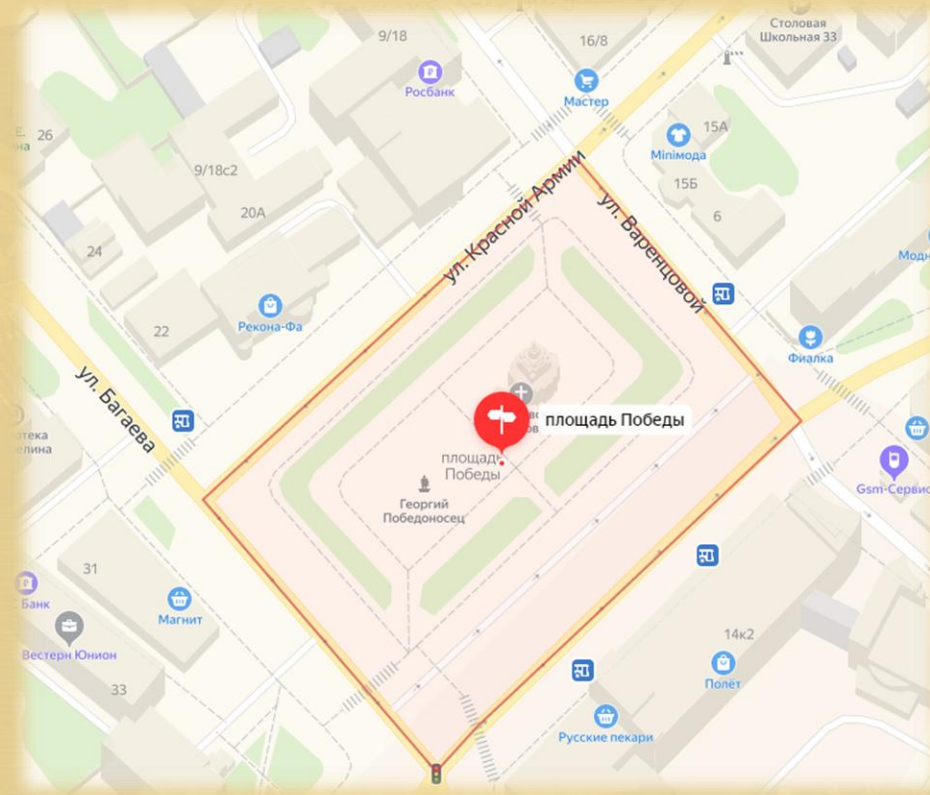 Столовая
Школьная 33
9/18
16/8
Росбанк
Мастер
26
15А
Miniмода
9/18с2
15Б
20А
6
ул. Красной Армии
ул. Варенцовой
24
Рекона-Фа
22
Фиалка
ул. Багаева
площадь Победы
площадь
Победы
Георгий
Победоносец
Gsm-Сервис
31
Банк
Магнит
Вестерн Юнион
14к2
33
Полёт
Русские пекари